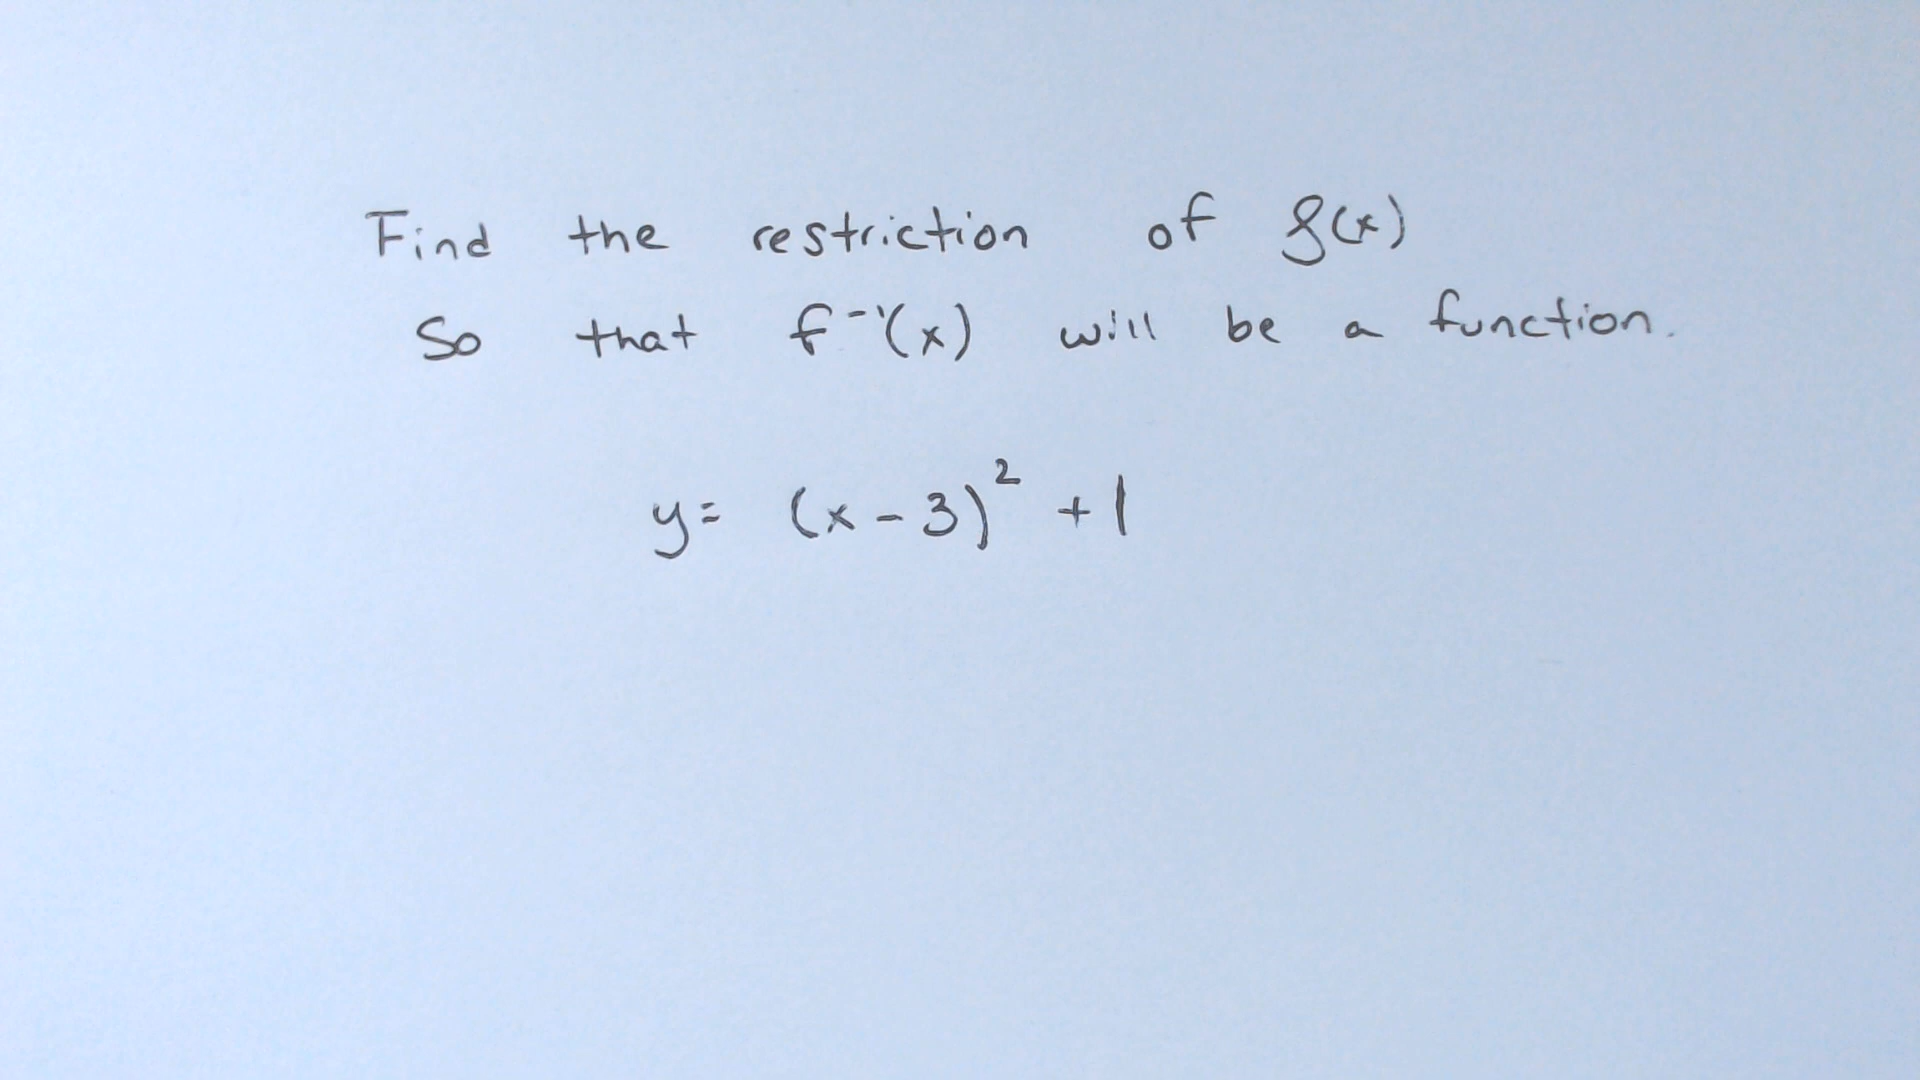 Find the restriction of f(x)
So that f⁻¹(x) will be a function.
y= (x-3)² +1